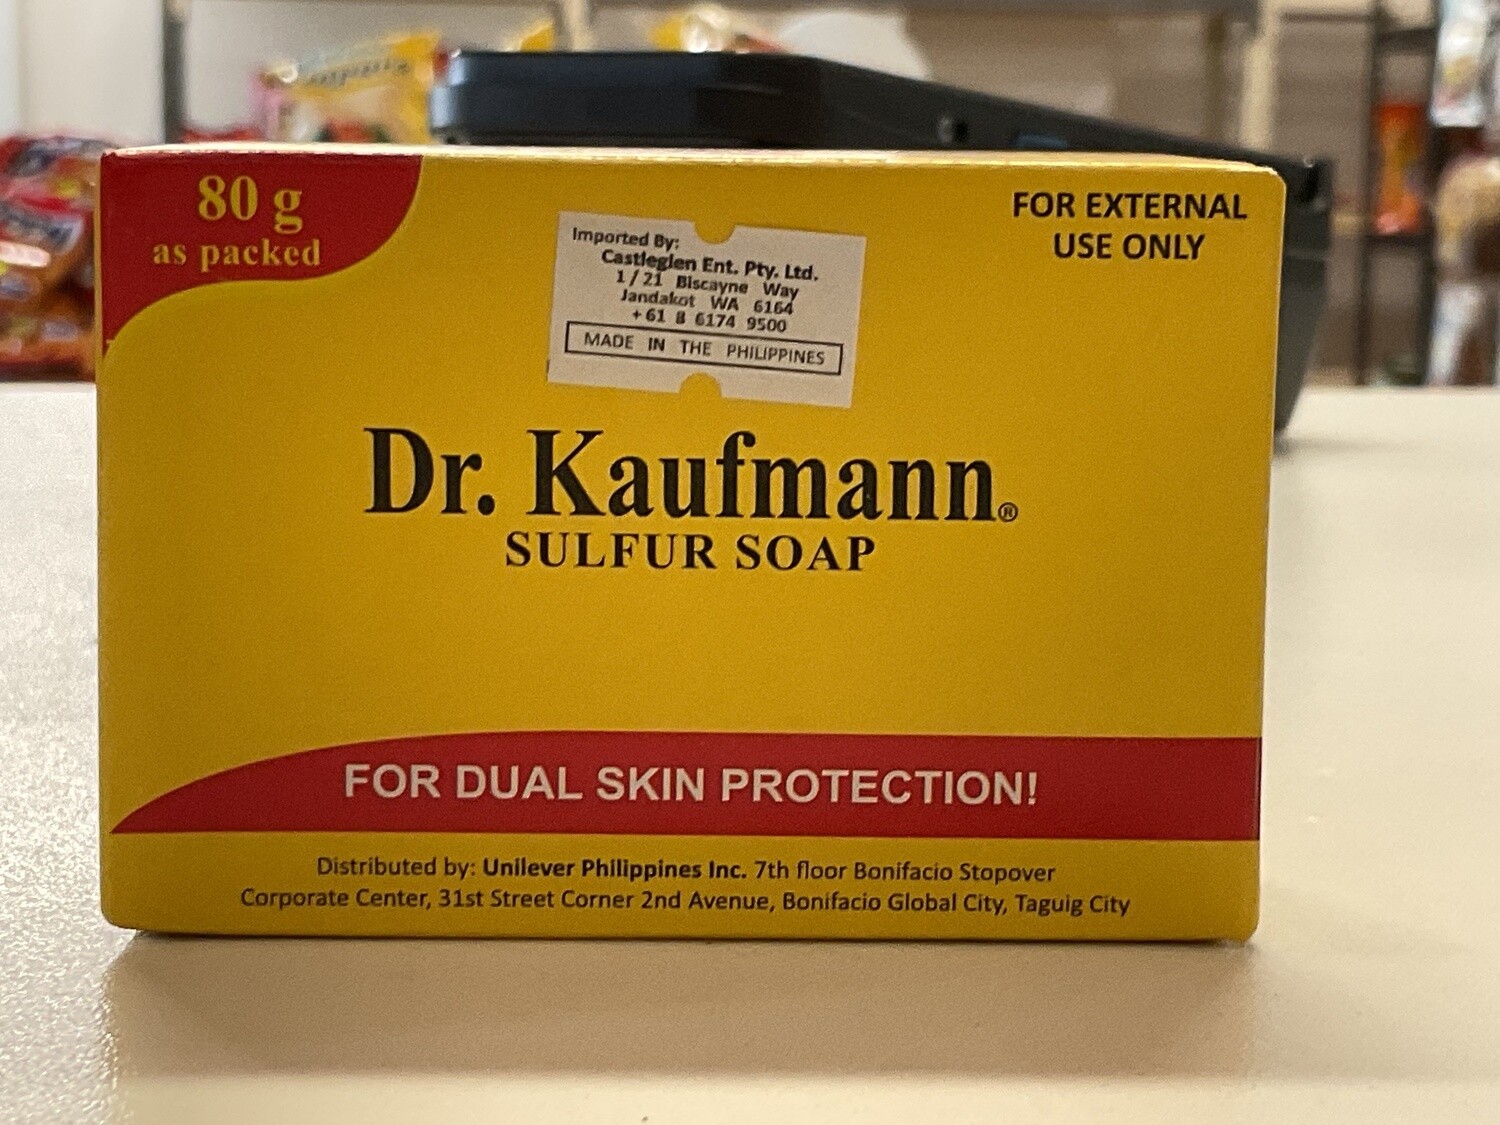 80 g
as packed
FOR EXTERNAL
USE ONLY
Imported By:
Castleglen Ent. Pty. Ltd.
1/21 Biscayne Way
Jandakot WA 6164
+61 8 6174 9500
MADE IN THE PHILIPPINES
Dr. Kaufmann®
SULFUR SOAP
FOR DUAL SKIN PROTECTION!
Distributed by: Unilever Philippines Inc. 7th floor Bonifacio Stopover
Corporate Center, 31st Street Corner 2nd Avenue, Bonifacio Global City, Taguig City